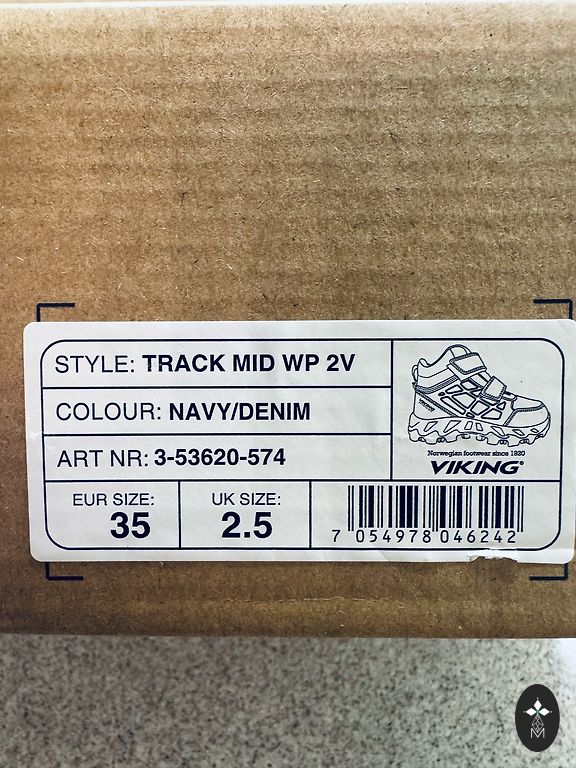 STYLE: TRACK MID WP 2V
COLOUR: NAVY/DENIM
ART NR: 3-53620-574
Norwegian footwear since 1920
VIKING®
EUR SIZE:
35
UK SIZE:
2.5
7 054978 046242
M